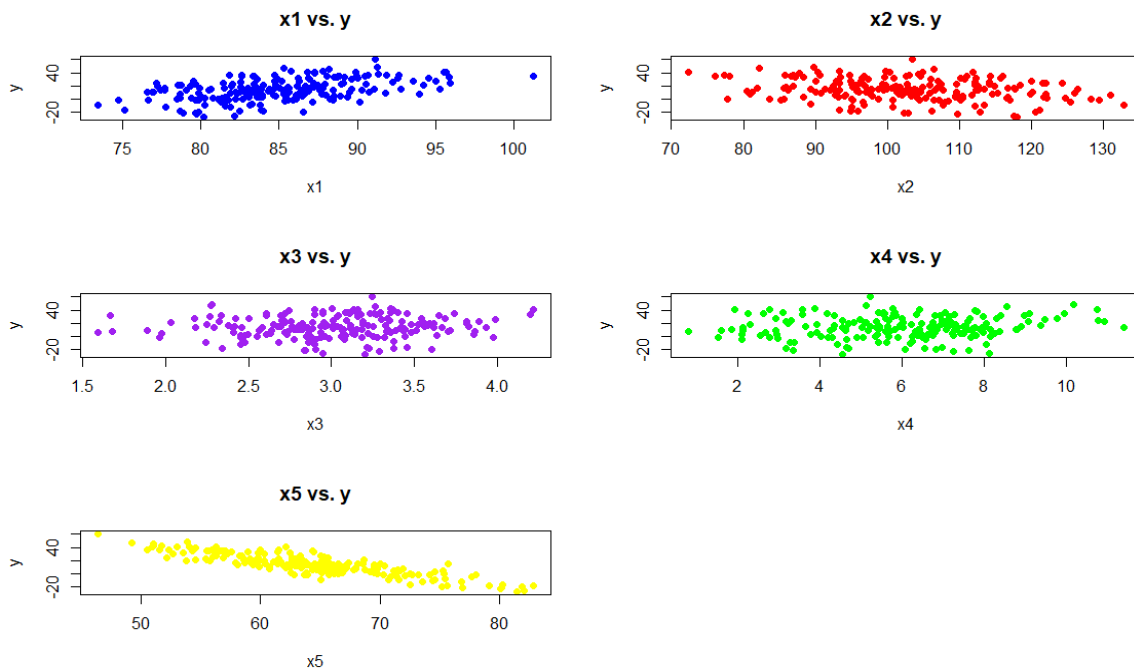 x1 vs. y
y
-20 40
75 80 85 90 95 100
x1
x2 vs. y
y
-20 40
70 80 90 100 110 120 130
x2
x3 vs. y
y
-20 40
1.5 2.0 2.5 3.0 3.5 4.0
x3
x4 vs. y
y
-20 40
2 4 6 8 10
x4
x5 vs. y
y
-20 40
50 60 70 80
x5